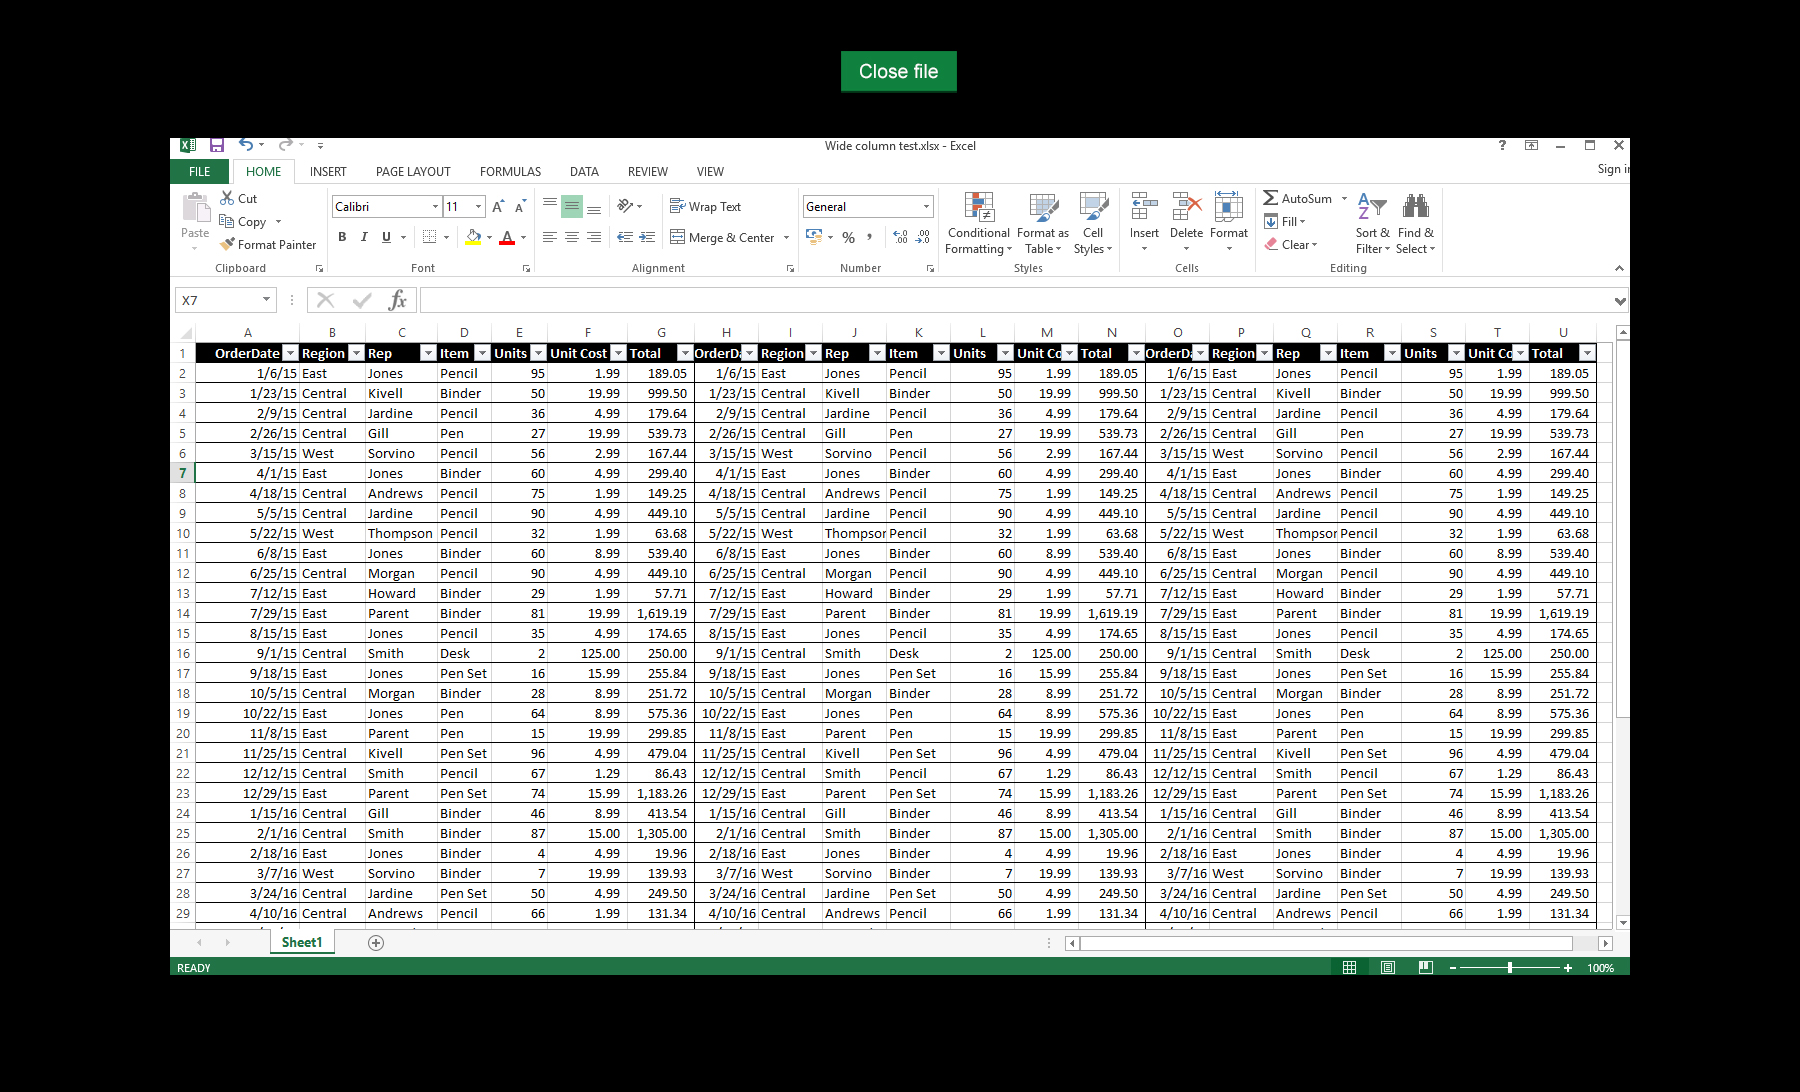 Close file
Wide column test.xlsx - Excel
FILE HOME INSERT PAGE LAYOUT FORMULAS DATA REVIEW VIEW Sign in
Paste Cut Copy Format Painter Calibri 11 B I U A A A Wrap Text Merge & Center General % , Conditional Formatting Format as Table Cell Styles Insert Delete Format AutoSum Fill Clear Sort & Filter Find & Select
Clipboard Font Alignment Number Styles Cells Editing
X7 fx
A B C D E F G H I J K L M N O P Q R S T U
1 OrderDate Region Rep Item Units Unit Cost Total OrderDa Region Rep Item Units Unit Co Total OrderDa Region Rep Item Units Unit Co Total
2 1/6/15 East Jones Pencil 95 1.99 189.05 1/6/15 East Jones Pencil 95 1.99 189.05 1/6/15 East Jones Pencil 95 1.99 189.05
3 1/23/15 Central Kivell Binder 50 19.99 999.50 1/23/15 Central Kivell Binder 50 19.99 999.50 1/23/15 Central Kivell Binder 50 19.99 999.50
4 2/9/15 Central Jardine Pencil 36 4.99 179.64 2/9/15 Central Jardine Pencil 36 4.99 179.64 2/9/15 Central Jardine Pencil 36 4.99 179.64
5 2/26/15 Central Gill Pen 27 19.99 539.73 2/26/15 Central Gill Pen 27 19.99 539.73 2/26/15 Central Gill Pen 27 19.99 539.73
6 3/15/15 West Sorvino Pencil 56 2.99 167.44 3/15/15 West Sorvino Pencil 56 2.99 167.44 3/15/15 West Sorvino Pencil 56 2.99 167.44
7 4/1/15 East Jones Binder 60 4.99 299.40 4/1/15 East Jones Binder 60 4.99 299.40 4/1/15 East Jones Binder 60 4.99 299.40
8 4/18/15 Central Andrews Pencil 75 1.99 149.25 4/18/15 Central Andrews Pencil 75 1.99 149.25 4/18/15 Central Andrews Pencil 75 1.99 149.25
9 5/5/15 Central Jardine Pencil 90 4.99 449.10 5/5/15 Central Jardine Pencil 90 4.99 449.10 5/5/15 Central Jardine Pencil 90 4.99 449.10
10 5/22/15 West Thompson Pencil 32 1.99 63.68 5/22/15 West Thompson Pencil 32 1.99 63.68 5/22/15 West Thompson Pencil 32 1.99 63.68
11 6/8/15 East Jones Binder 60 8.99 539.40 6/8/15 East Jones Binder 60 8.99 539.40 6/8/15 East Jones Binder 60 8.99 539.40
12 6/25/15 Central Morgan Pencil 90 4.99 449.10 6/25/15 Central Morgan Pencil 90 4.99 449.10 6/25/15 Central Morgan Pencil 90 4.99 449.10
13 7/12/15 East Howard Binder 29 1.99 57.71 7/12/15 East Howard Binder 29 1.99 57.71 7/12/15 East Howard Binder 29 1.99 57.71
14 7/29/15 East Parent Binder 81 19.99 1,619.19 7/29/15 East Parent Binder 81 19.99 1,619.19 7/29/15 East Parent Binder 81 19.99 1,619.19
15 8/15/15 East Jones Pencil 35 4.99 174.65 8/15/15 East Jones Pencil 35 4.99 174.65 8/15/15 East Jones Pencil 35 4.99 174.65
16 9/1/15 Central Smith Desk 2 125.00 250.00 9/1/15 Central Smith Desk 2 125.00 250.00 9/1/15 Central Smith Desk 2 125.00 250.00
17 9/18/15 East Jones Pen Set 16 15.99 255.84 9/18/15 East Jones Pen Set 16 15.99 255.84 9/18/15 East Jones Pen Set 16 15.99 255.84
18 10/5/15 Central Morgan Binder 28 8.99 251.72 10/5/15 Central Morgan Binder 28 8.99 251.72 10/5/15 Central Morgan Binder 28 8.99 251.72
19 10/22/15 East Jones Pen 64 8.99 575.36 10/22/15 East Jones Pen 64 8.99 575.36 10/22/15 East Jones Pen 64 8.99 575.36
20 11/8/15 East Parent Pen 15 19.99 299.85 11/8/15 East Parent Pen 15 19.99 299.85 11/8/15 East Parent Pen 15 19.99 299.85
21 11/25/15 Central Kivell Pen Set 96 4.99 479.04 11/25/15 Central Kivell Pen Set 96 4.99 479.04 11/25/15 Central Kivell Pen Set 96 4.99 479.04
22 12/12/15 Central Smith Pencil 67 1.29 86.43 12/12/15 Central Smith Pencil 67 1.29 86.43 12/12/15 Central Smith Pencil 67 1.29 86.43
23 12/29/15 East Parent Pen Set 74 15.99 1,183.26 12/29/15 East Parent Pen Set 74 15.99 1,183.26 12/29/15 East Parent Pen Set 74 15.99 1,183.26
24 1/15/16 Central Gill Binder 46 8.99 413.54 1/15/16 Central Gill Binder 46 8.99 413.54 1/15/16 Central Gill Binder 46 8.99 413.54
25 2/1/16 Central Smith Binder 87 15.00 1,305.00 2/1/16 Central Smith Binder 87 15.00 1,305.00 2/1/16 Central Smith Binder 87 15.00 1,305.00
26 2/18/16 East Jones Binder 4 4.99 19.96 2/18/16 East Jones Binder 4 4.99 19.96 2/18/16 East Jones Binder 4 4.99 19.96
27 3/7/16 West Sorvino Binder 7 19.99 139.93 3/7/16 West Sorvino Binder 7 19.99 139.93 3/7/16 West Sorvino Binder 7 19.99 139.93
28 3/24/16 Central Jardine Pen Set 50 4.99 249.50 3/24/16 Central Jardine Pen Set 50 4.99 249.50 3/24/16 Central Jardine Pen Set 50 4.99 249.50
29 4/10/16 Central Andrews Pencil 66 1.99 131.34 4/10/16 Central Andrews Pencil 66 1.99 131.34 4/10/16 Central Andrews Pencil 66 1.99 131.34
Sheet1
READY 100%